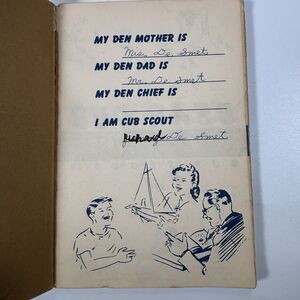 MY DEN MOTHER IS
Mrs. De Smet
MY DEN DAD IS
Mr. De Smet
MY DEN CHIEF IS
I AM CUB SCOUT
Richard De Smet